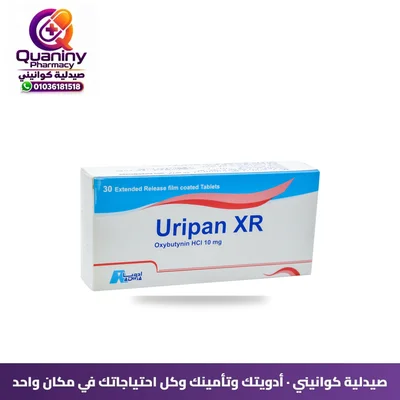 Quaniny
Pharmacy
صيدلية كوانيني
01036181518
30 Extended Release film coated Tablets
Uripan XR
Oxybutynin HCl 10 mg
ادويا
صيدلية كوانيني - أدويتك وتأمينك وكل احتياجاتك في مكان واحد